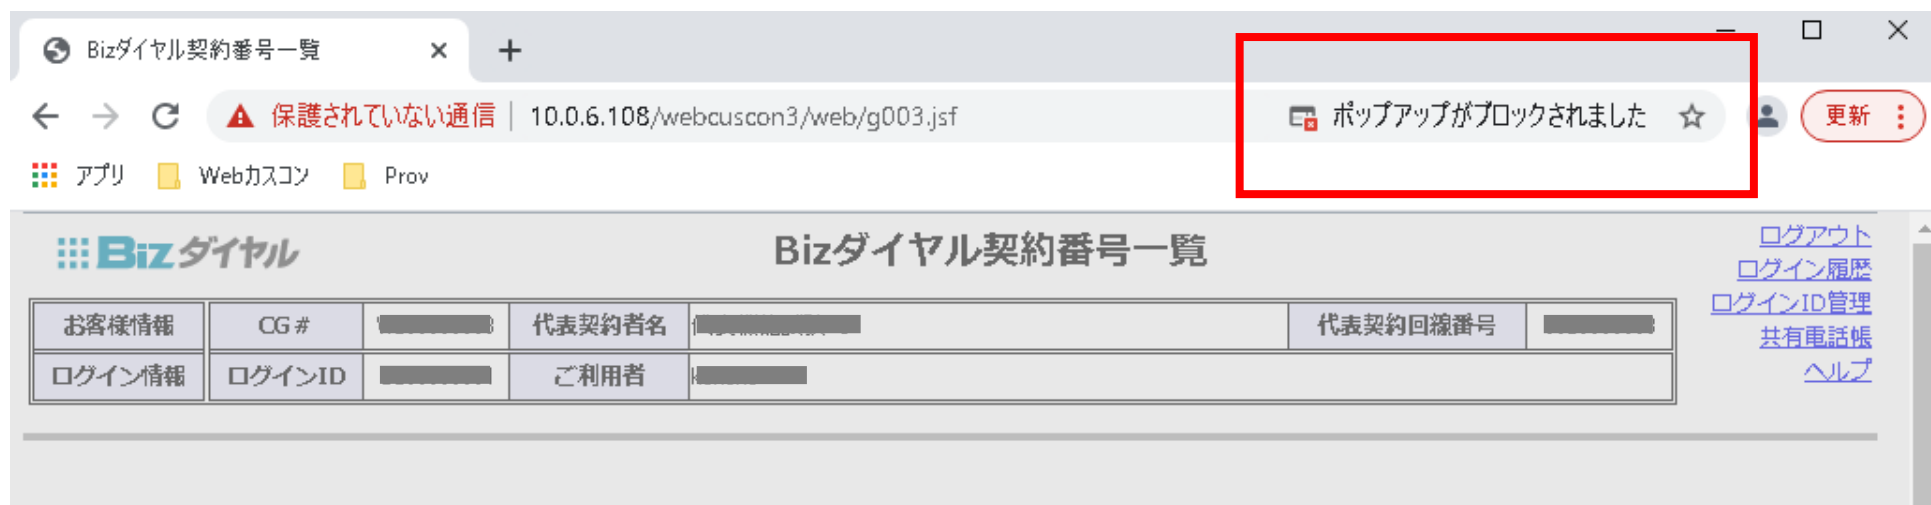 Bizダイヤル契約番号一覧
保護されていない通信 | 10.0.6.108/webcuscon3/web/g003.jsf
ポップアップがブロックされました
更新
アプリ
Webカスコン
Prov
Bizダイヤル
Bizダイヤル契約番号一覧
ログアウト
ログイン履歴
ログインID管理
共有電話帳
ヘルプ
お客様情報 CG# 代表契約者名 代表契約回線番号
ログイン情報 ログインID ご利用者